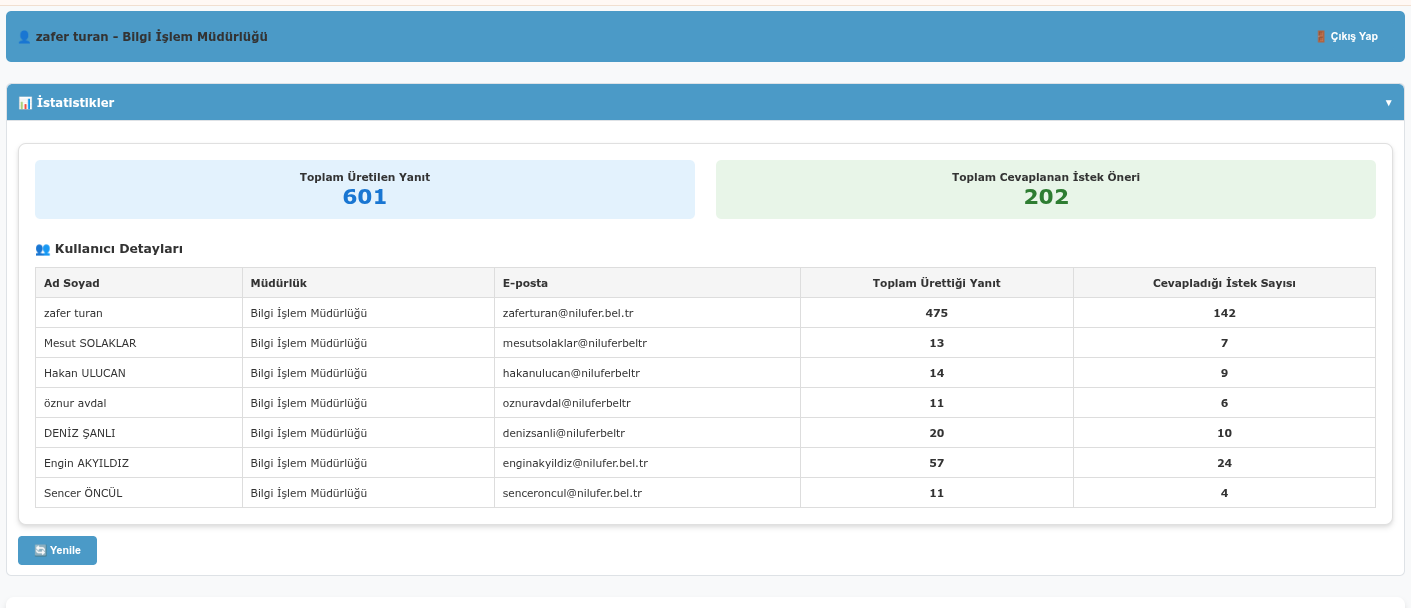 👤 zafer turan - Bilgi İşlem Müdürlüğü
🚪 Çıkış Yap
📊 İstatistikler ▼
Toplam Üretilen Yanıt
601
Toplam Cevaplanan İstek Öneri
202
👥 Kullanıcı Detayları
Ad Soyad Müdürlük E-posta Toplam Ürettiği Yanıt Cevapladığı İstek Sayısı
zafer turan Bilgi İşlem Müdürlüğü zaferturan@nilufer.bel.tr 475 142
Mesut SOLAKLAR Bilgi İşlem Müdürlüğü mesutsolaklar@niluferbeltr 13 7
Hakan ULUCAN Bilgi İşlem Müdürlüğü hakanulucan@niluferbeltr 14 9
öznur avdal Bilgi İşlem Müdürlüğü oznuravdal@niluferbeltr 11 6
DENİZ ŞANLI Bilgi İşlem Müdürlüğü denizsanli@niluferbeltr 20 10
Engin AKYILDIZ Bilgi İşlem Müdürlüğü enginakyildiz@nilufer.bel.tr 57 24
Sencer ÖNCÜL Bilgi İşlem Müdürlüğü senceroncul@nilufer.bel.tr 11 4
🔄 Yenile